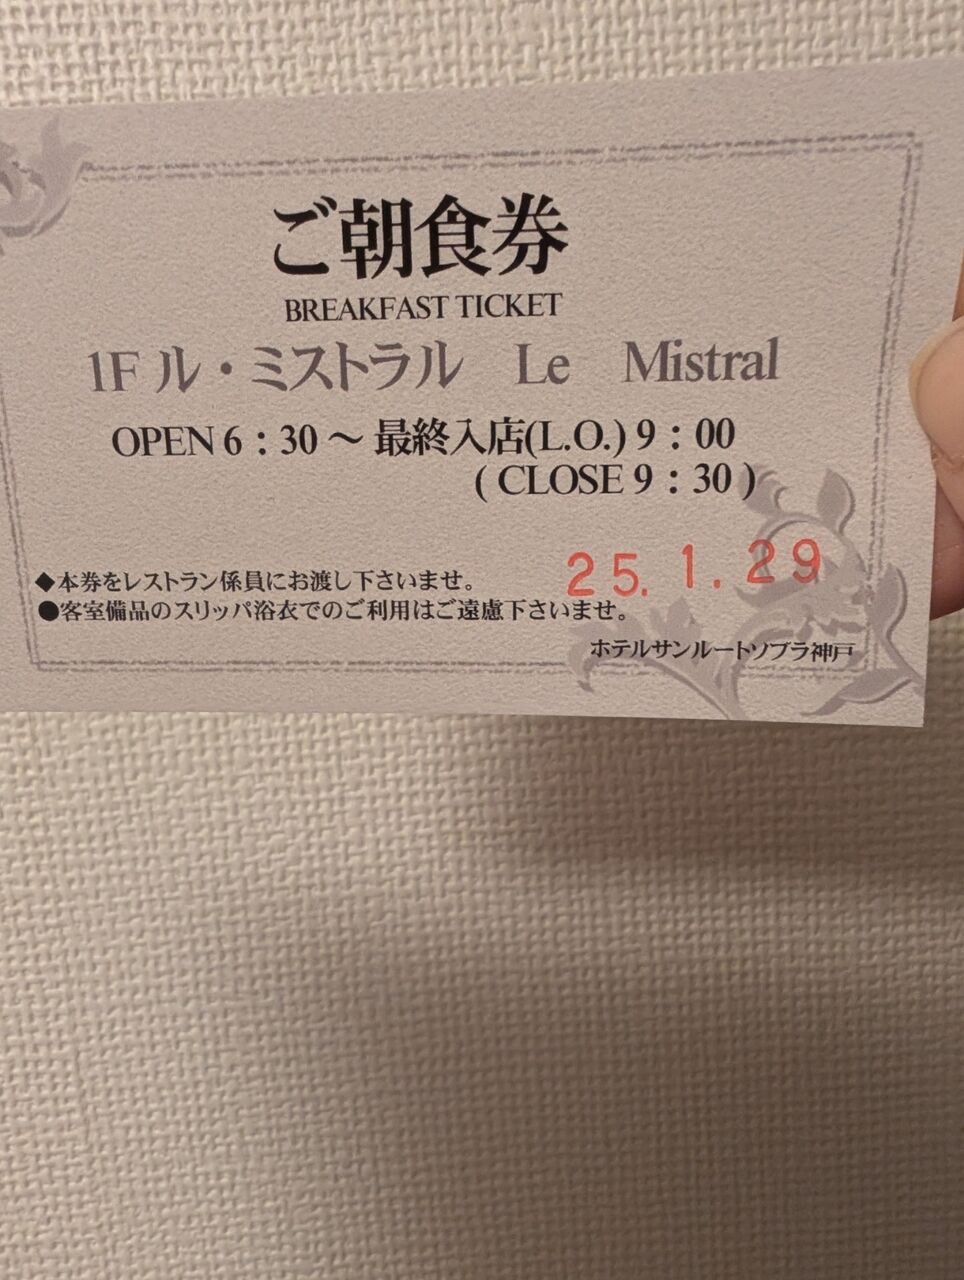 ご朝食券
BREAKFAST TICKET
1F ル・ミストラル　Le　Mistral
OPEN 6：30 ～ 最終入店(L.O.) 9：00
( CLOSE 9：30 )
◆本券をレストラン係員にお渡し下さいませ。
25. 1. 29
●客室備品のスリッパ浴衣でのご利用はご遠慮下さいませ。
ホテルサンルートソプラ神戸